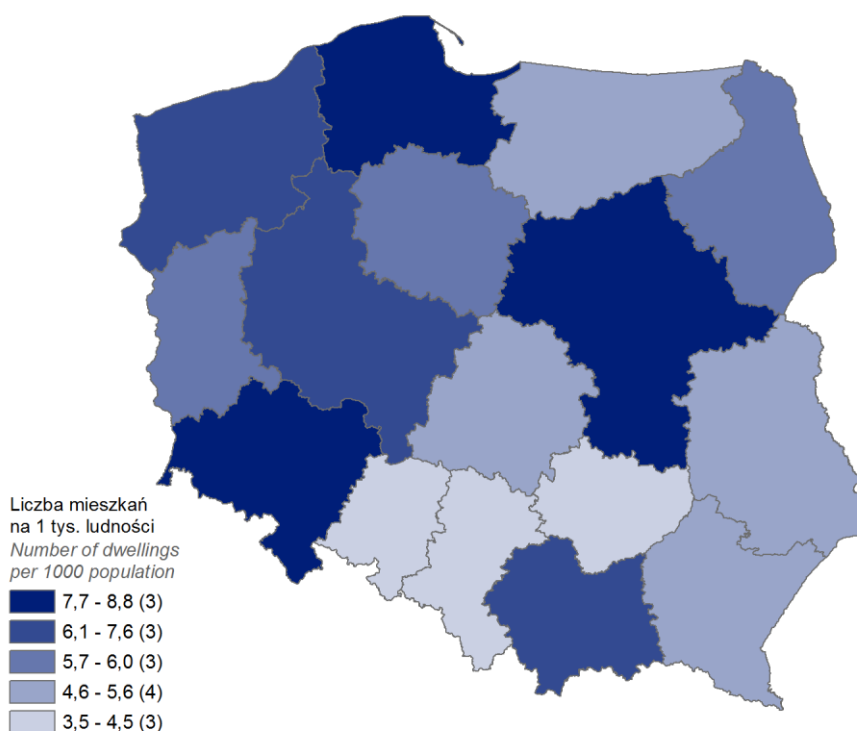 Liczba mieszkań
na 1 tys. ludności
Number of dwellings
per 1000 population
7,7 - 8,8 (3)
6,1 - 7,6 (3)
5,7 - 6,0 (3)
4,6 - 5,6 (4)
3,5 - 4,5 (3)